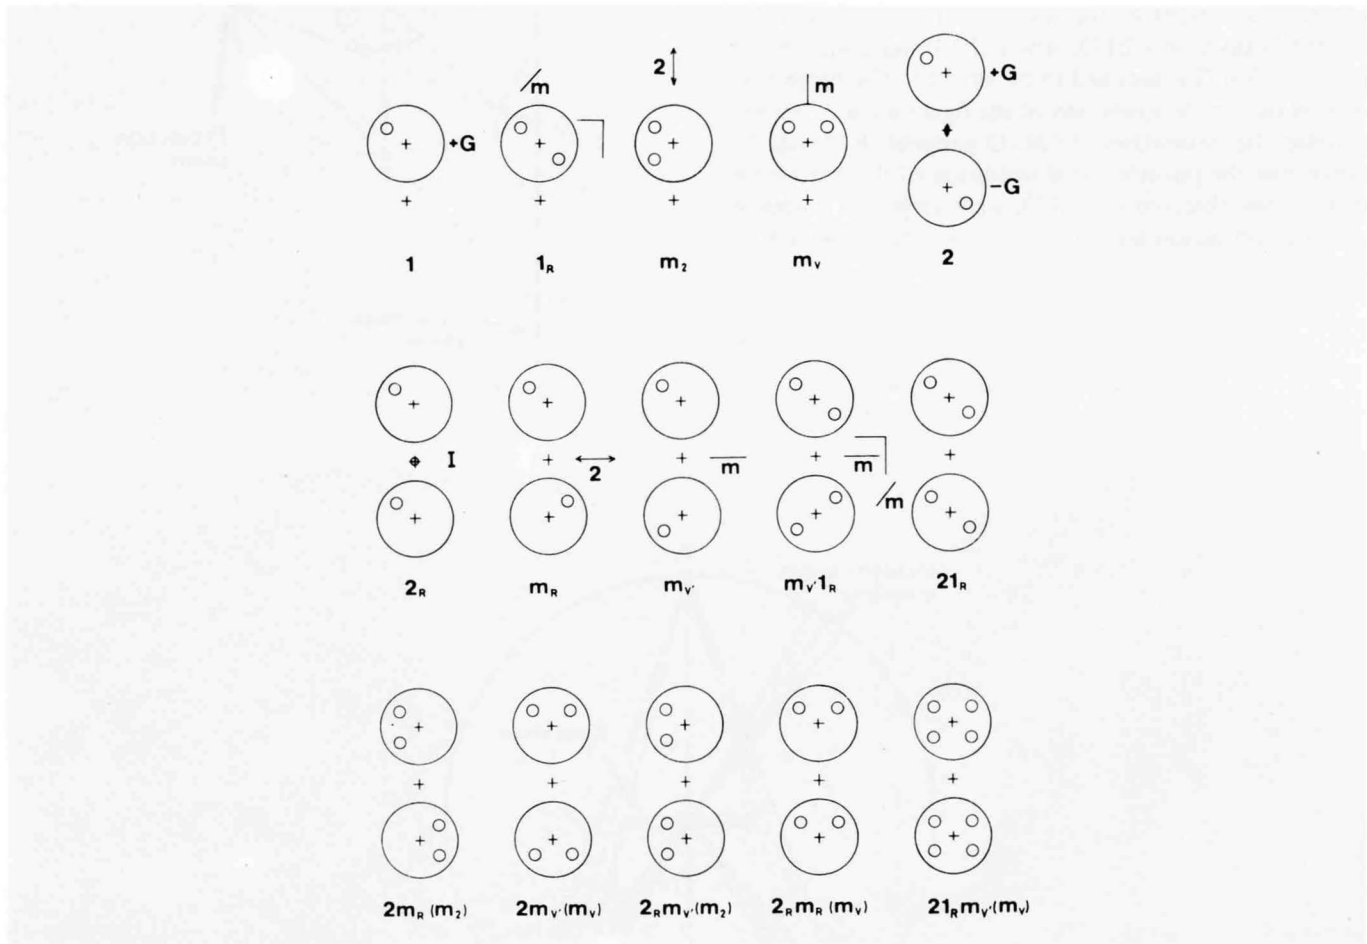 /m 2 m +G
+G
-G
1 1R m2 mv 2
I 2 m m /m
2R mR mv' mv'1R 21R
2mR (m2) 2mv'(mv) 2Rmv'(m2) 2RmR(mv) 21Rmv'(mv)